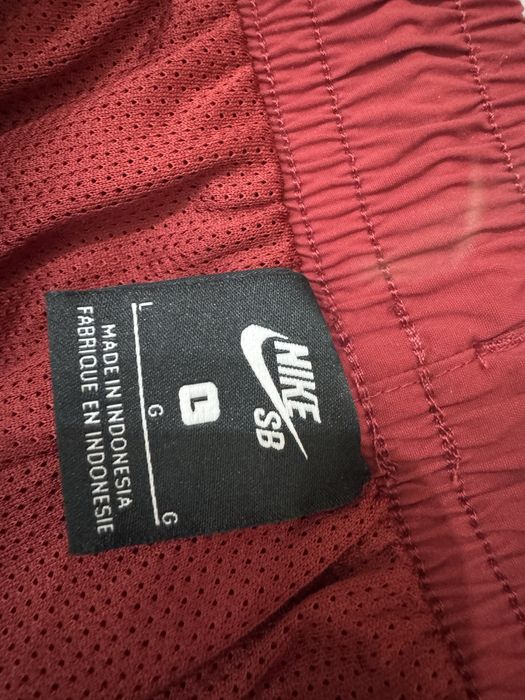 NIKE
SB
L
L G G
MADE IN INDONESIA
FABRIQUE EN INDONESIE